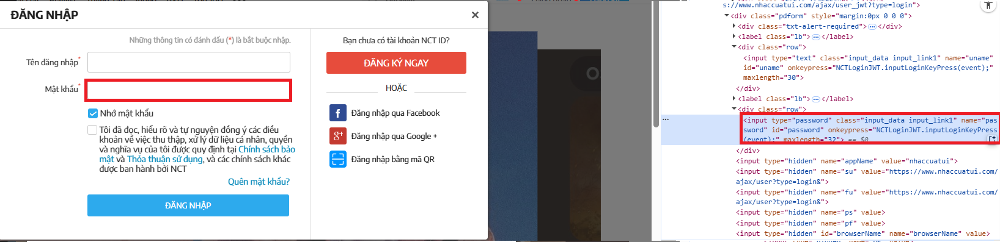 ĐĂNG NHẬP
×
Những thông tin có đánh dấu (*) là bắt buộc nhập.
Tên đăng nhập*
Mật khẩu*
Nhớ mật khẩu
Tôi đã đọc, hiểu rõ và tự nguyện đồng ý các điều
khoản về việc thu thập, xử lý dữ liệu cá nhân, quyền
và nghĩa vụ của tôi được quy định tại Chính sách bảo
mật và Thỏa thuận sử dụng, và các chính sách khác
được ban hành bởi NCT
Quên mật khẩu?
ĐĂNG NHẬP
Bạn chưa có tài khoản NCT ID?
ĐĂNG KÝ NGAY
HOẶC
Đăng nhập qua Facebook
Đăng nhập qua Google +
Đăng nhập bằng mã QR
s://www.nhaccuatui.com/ajax/user_jwt?type=login">
<div class="pdform" style="margin:0px 0 0 0">
<div class="txt-alert-required"> … </div>
<label class="lb"> … </label>
<div class="row">
<input type="text" class="input_data input_link1" name="uname"
id="uname" onkeypress="NCTLoginJWT.inputLoginKeyPress(event);"
maxlength="30">
</div>
<label class="lb"> … </label>
<div class="row">
<input type="password" class="input_data input_link1" name="pas
sword" id="password" onkeypress="NCTLoginJWT.inputLoginKeyPress
(event);" maxlength="32"> == $0
</div>
<input type="hidden" name="appName" value="nhaccuatui">
<input type="hidden" name="su" value="https://www.nhaccuatui.com/
ajax/user?type=login&">
<input type="hidden" name="fu" value="https://www.nhaccuatui.com/
ajax/user?type=login&">
<input type="hidden" name="ps" value>
<input type="hidden" name="pf" value>
<input type="hidden" id="browserName" name="browserName" value>